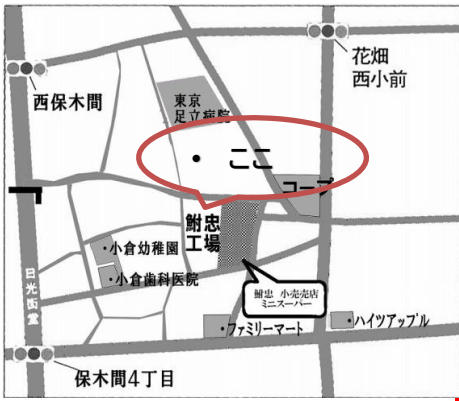 花畑
西小前
西保木間
東京
足立病院
・ ここ
コープ
鮒忠
工場
・小倉幼稚園
・小倉歯科医院
日光街道
鮒忠 小売売店
ミニスーパー
・ファミリーマート
・ハイツアップル
保木間4丁目